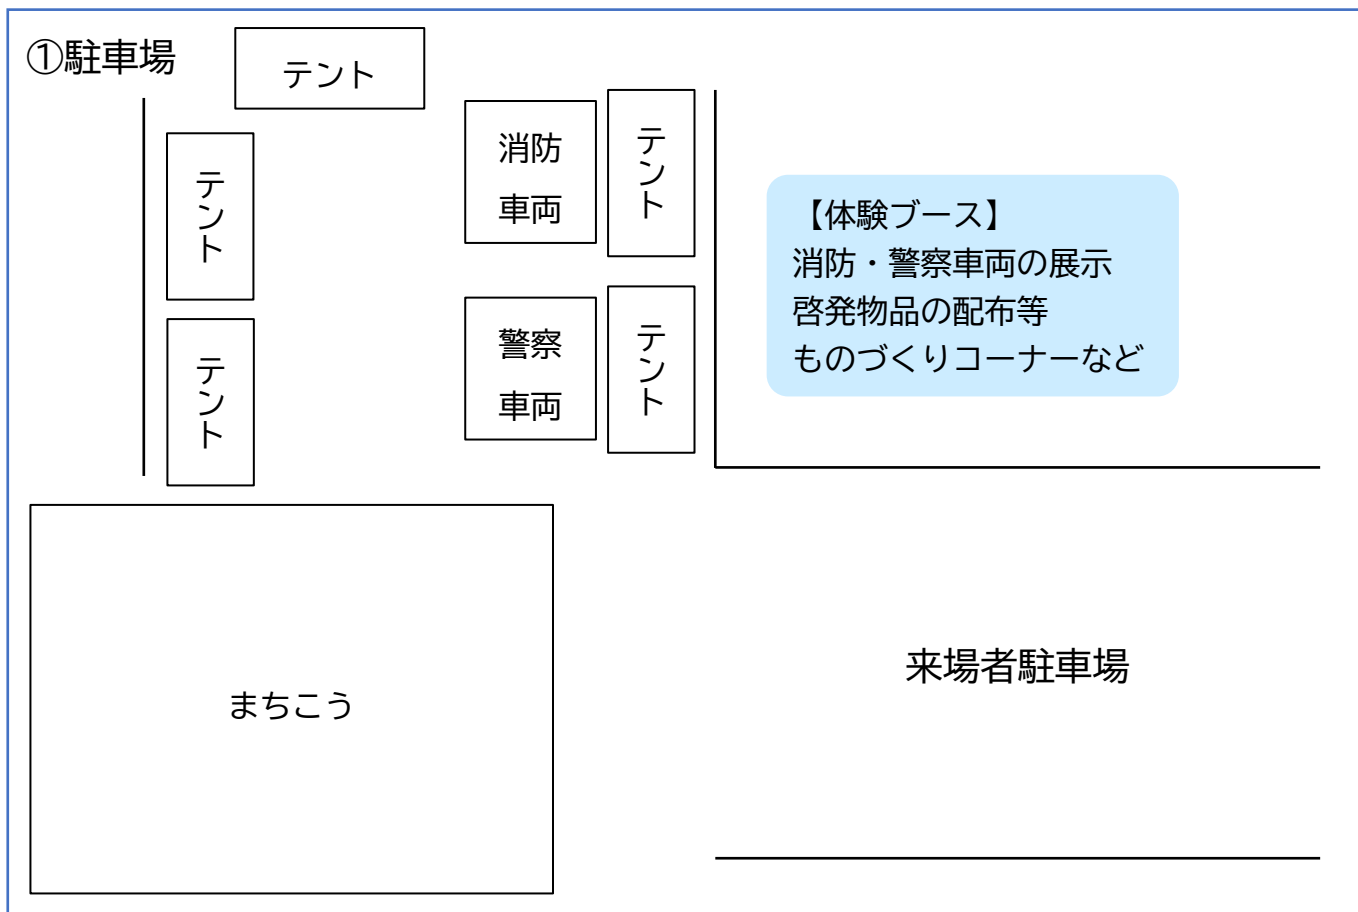 ①駐車場
テント
テント
テント
消防
車両
テント
警察
車両
テント
【体験ブース】
消防・警察車両の展示
啓発物品の配布等
ものづくりコーナーなど
まちこう
来場者駐車場